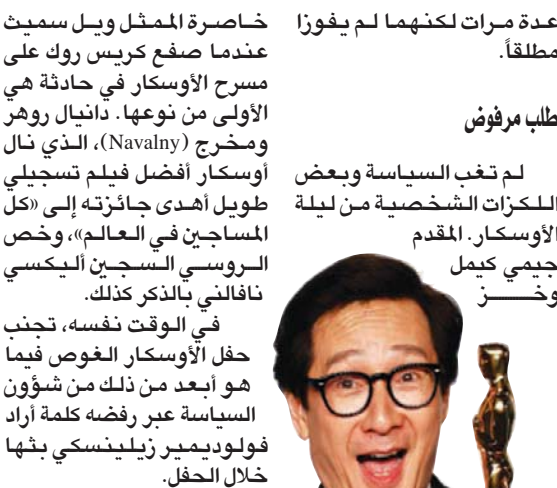 عدة مرات لكنهما لم يفوزا
مطلقاً.
طلب مرفوض
لم تغب السياسة وبعض
اللكزات الشخصية من ليلة
الأوسكار. المقدم
جيمي كيمل
وخــــــز
خاصرة الممثل ويل سميث
عندما صفع كريس روك على
مسرح الأوسكار في حادثة هي
الأولى من نوعها. دانيال روهر
ومخرج (Navalny)، الذي نال
أوسكار أفضل فيلم تسجيلي
طويل أهدى جائزته إلى «كل
المساجين في العالم»، وخص
الروسي السجين أليكسي
نافالني بالذكر كذلك.
في الوقت نفسه، تجنب
حفل الأوسكار الغوص فيما
هو أبعد من ذلك من شؤون
السياسة عبر رفضه كلمة أراد
فولوديمير زيلينسكي بثها
خلال الحفل.